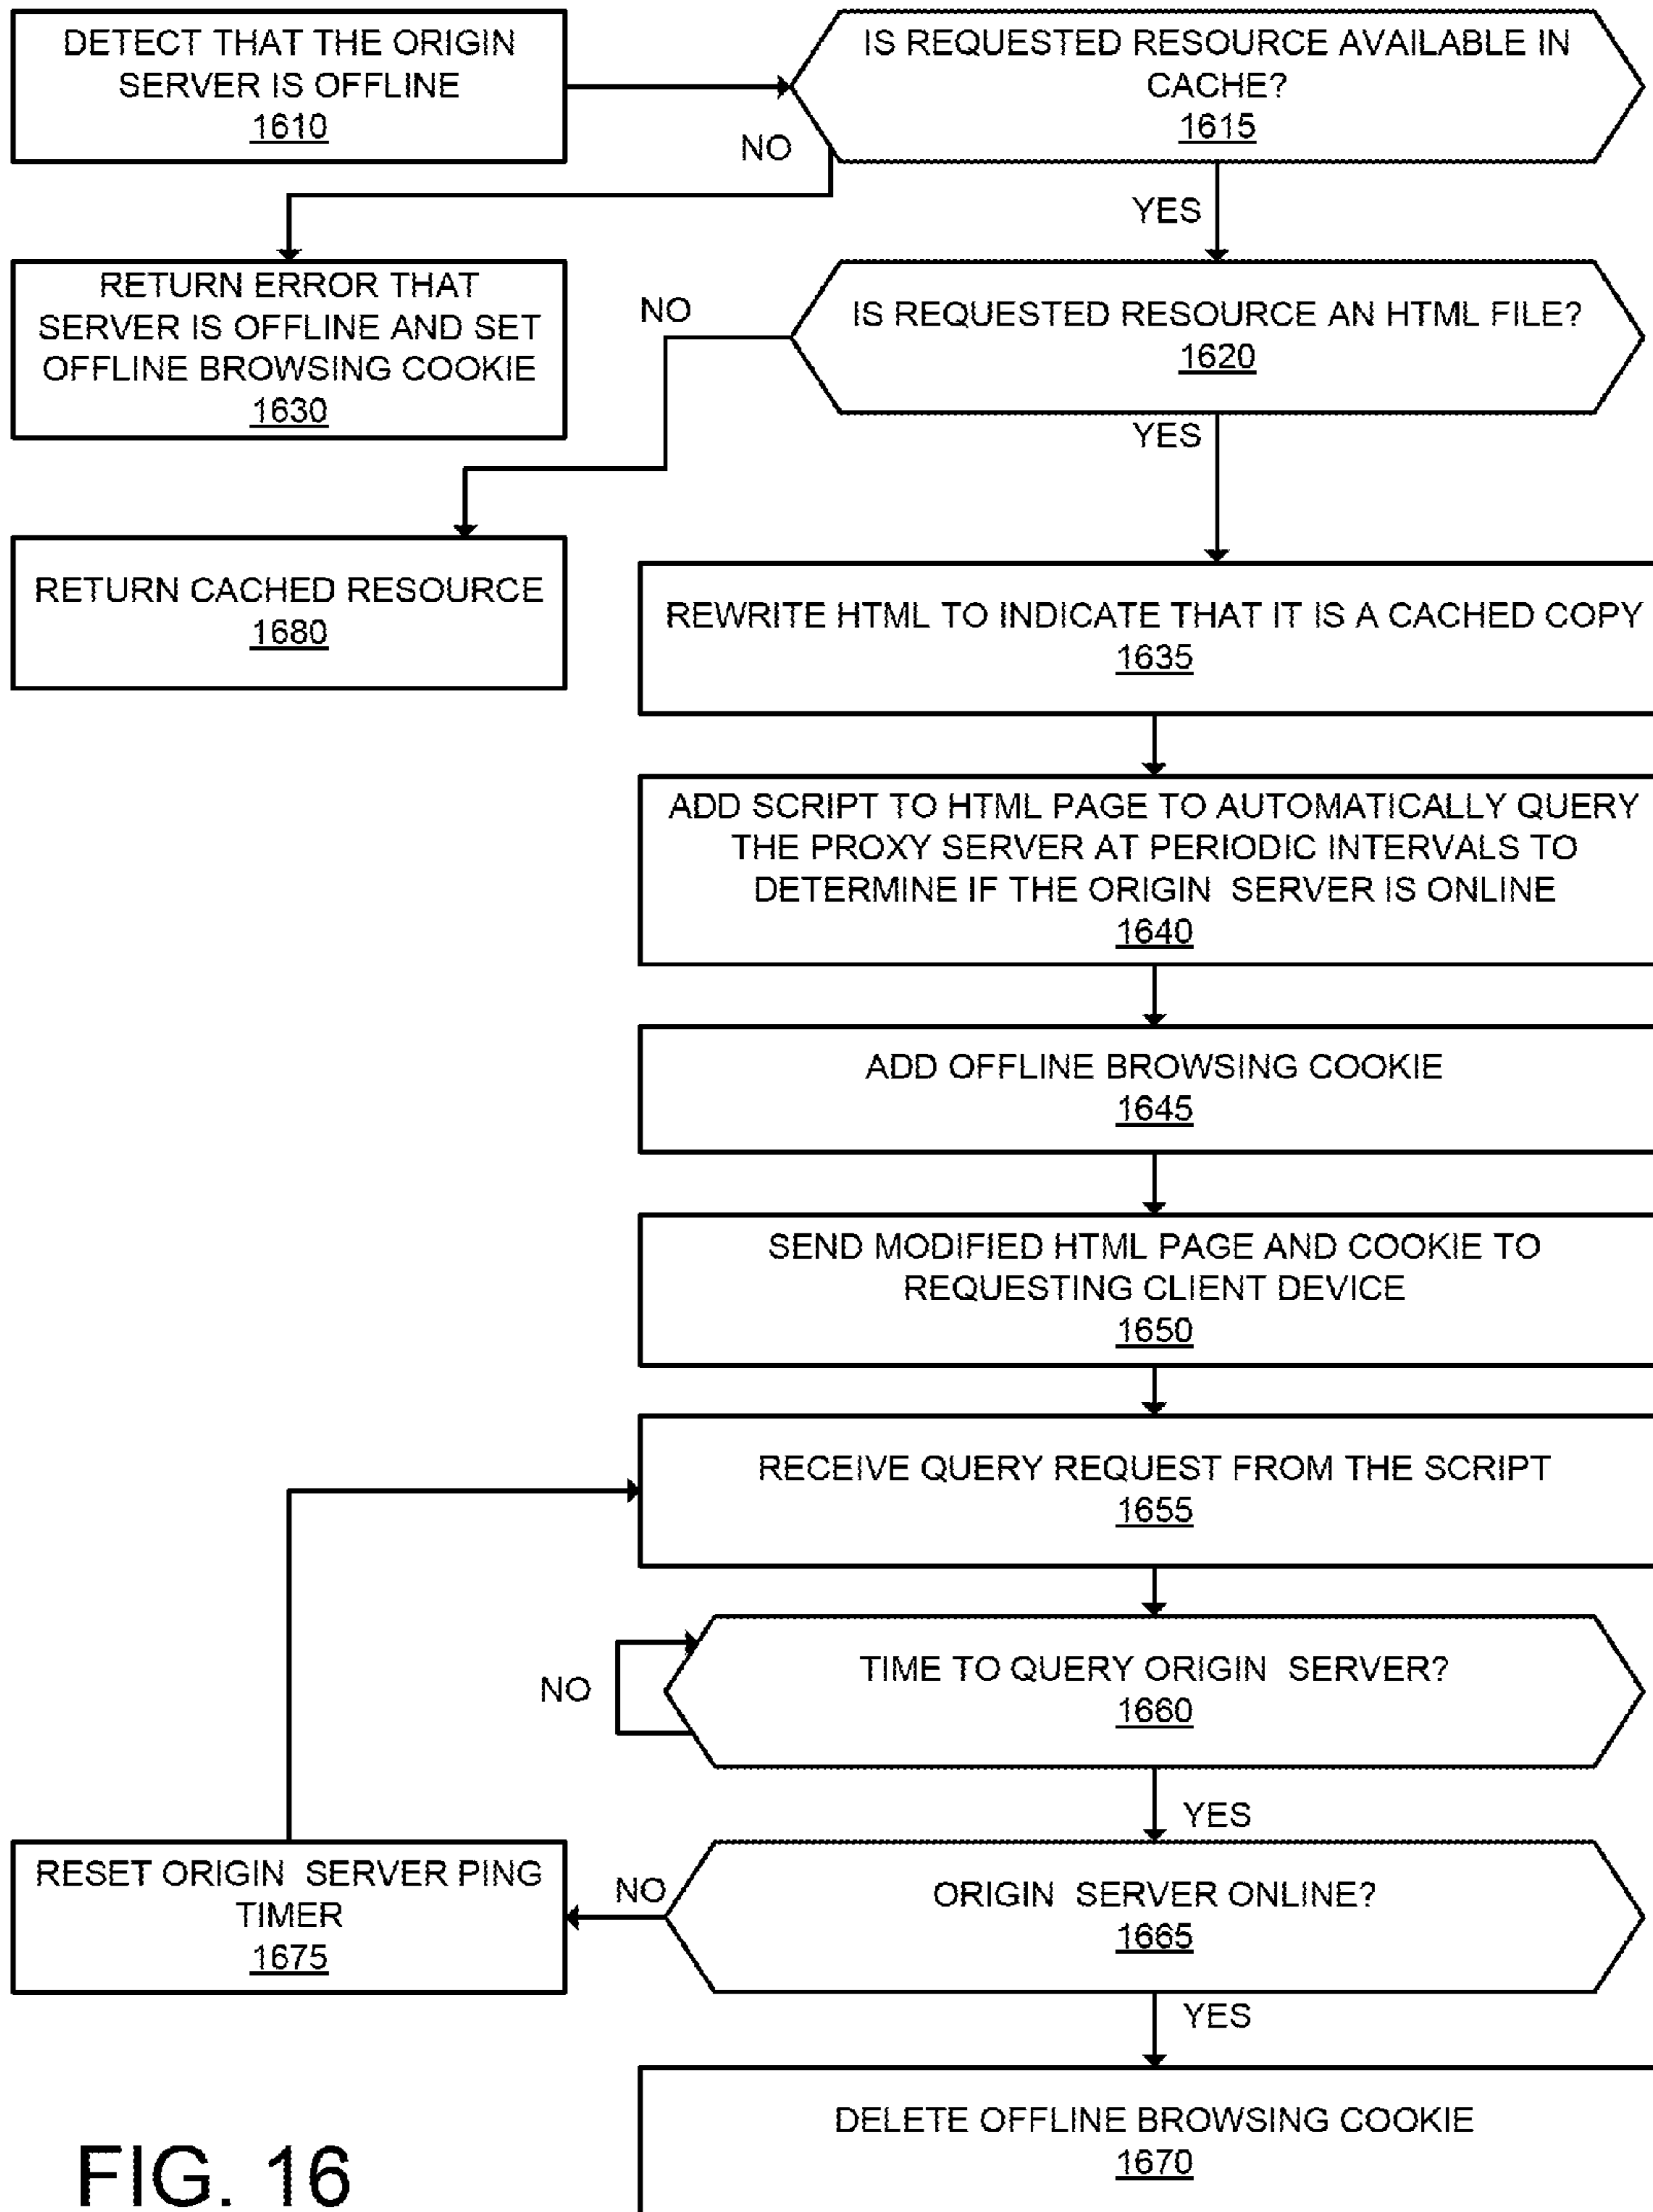 DETECT THAT THE ORIGIN
SERVER IS OFFLINE
1610
IS REQUESTED RESOURCE AVAILABLE IN
CACHE?
1615
NO
YES
RETURN ERROR THAT
SERVER IS OFFLINE AND SET
OFFLINE BROWSING COOKIE
1630
NO
IS REQUESTED RESOURCE AN HTML FILE?
1620
YES
RETURN CACHED RESOURCE
1680
REWRITE HTML TO INDICATE THAT IT IS A CACHED COPY
1635
ADD SCRIPT TO HTML PAGE TO AUTOMATICALLY QUERY
THE PROXY SERVER AT PERIODIC INTERVALS TO
DETERMINE IF THE ORIGIN SERVER IS ONLINE
1640
ADD OFFLINE BROWSING COOKIE
1645
SEND MODIFIED HTML PAGE AND COOKIE TO
REQUESTING CLIENT DEVICE
1650
RECEIVE QUERY REQUEST FROM THE SCRIPT
1655
NO
TIME TO QUERY ORIGIN SERVER?
1660
YES
RESET ORIGIN SERVER PING
TIMER
1675
NO
ORIGIN SERVER ONLINE?
1665
YES
DELETE OFFLINE BROWSING COOKIE
1670
FIG. 16